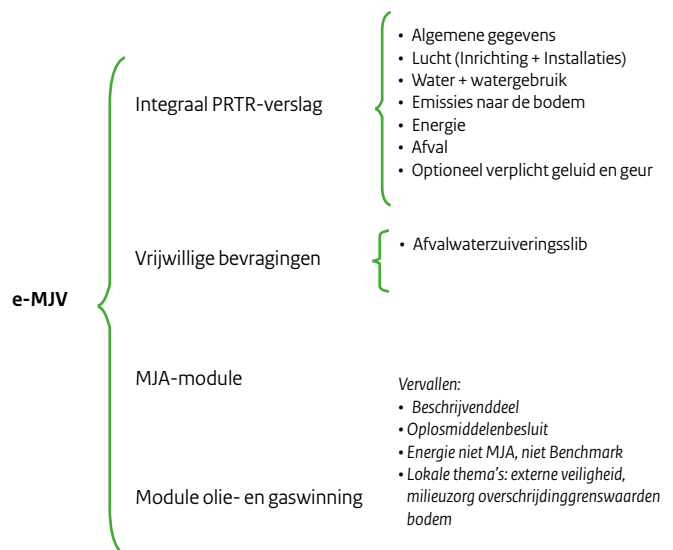 Integraal PRTR-verslag
• Algemene gegevens
• Lucht (Inrichting + Installaties)
• Water + watergebruik
• Emissies naar de bodem
• Energie
• Afval
• Optioneel verplicht geluid en geur
Vrijwillige bevragingen
• Afvalwaterzuiveringsslib
e-MJV
MJA-module
Module olie- en gaswinning
Vervallen:
• Beschrijvenddeel
• Oplosmiddelenbesluit
• Energie niet MJA, niet Benchmark
• Lokale thema's: externe veiligheid,
milieuzorg overschrijdinggrenswaarden
bodem